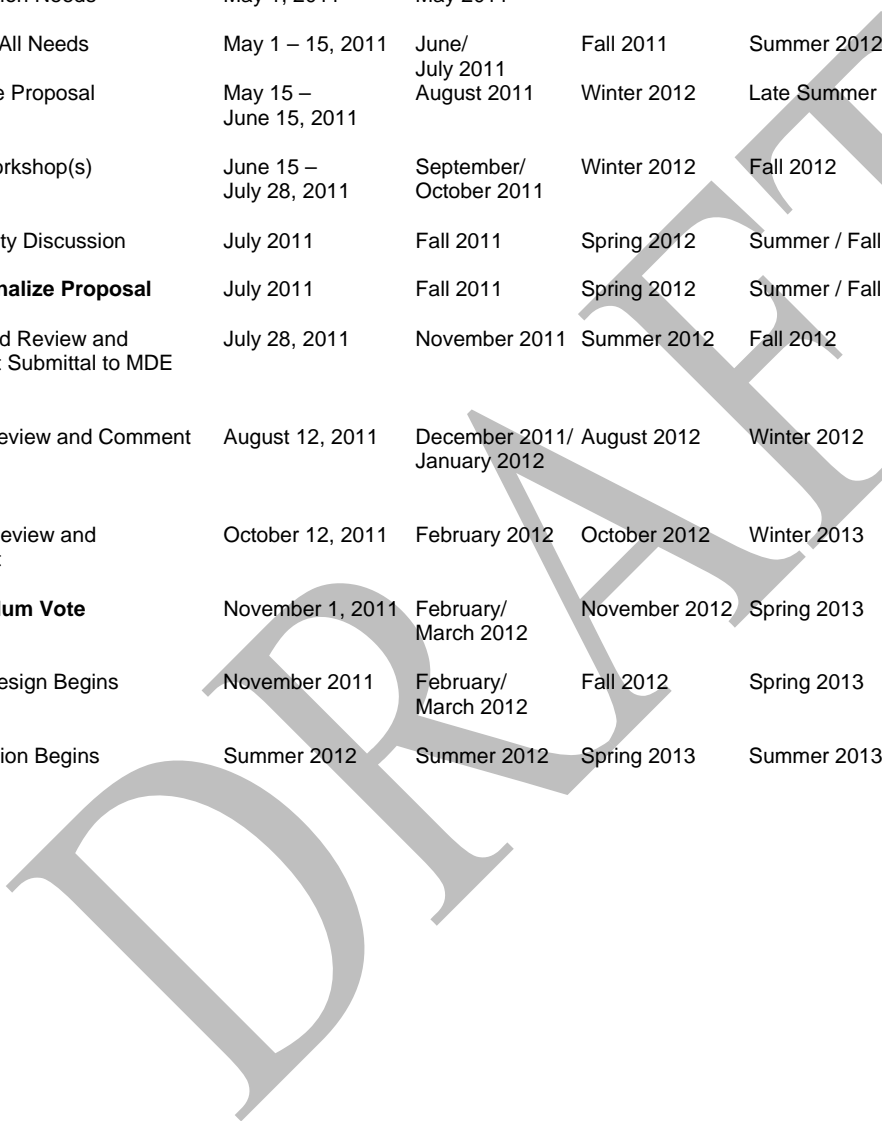 All Needs May 1 – 15, 2011 June/ Fall 2011 Summer 2012
July 2011
Proposal May 15 – August 2011 Winter 2012 Late Summer
June 15, 2011
orkshop(s) June 15 – September/ Winter 2012 Fall 2012
July 28, 2011 October 2011
ty Discussion July 2011 Fall 2011 Spring 2012 Summer / Fall
nalize Proposal July 2011 Fall 2011 Spring 2012 Summer / Fall
d Review and July 28, 2011 November 2011 Summer 2012 Fall 2012
Submittal to MDE
eview and Comment August 12, 2011 December 2011/ August 2012 Winter 2012
January 2012
eview and October 12, 2011 February 2012 October 2012 Winter 2013
lum Vote November 1, 2011 February/ November 2012 Spring 2013
March 2012
esign Begins November 2011 February/ Fall 2012 Spring 2013
March 2012
ion Begins Summer 2012 Summer 2012 Spring 2013 Summer 2013
DRAFT